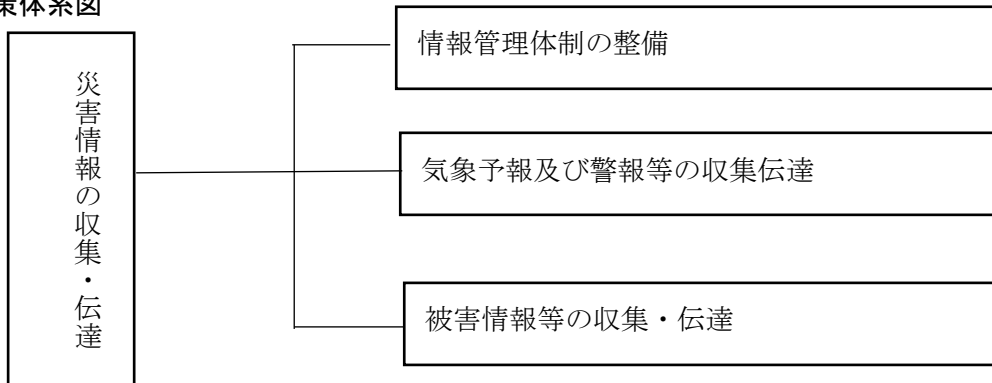 策体系図
災害情報の収集・伝達
情報管理体制の整備
気象予報及び警報等の収集伝達
被害情報等の収集・伝達